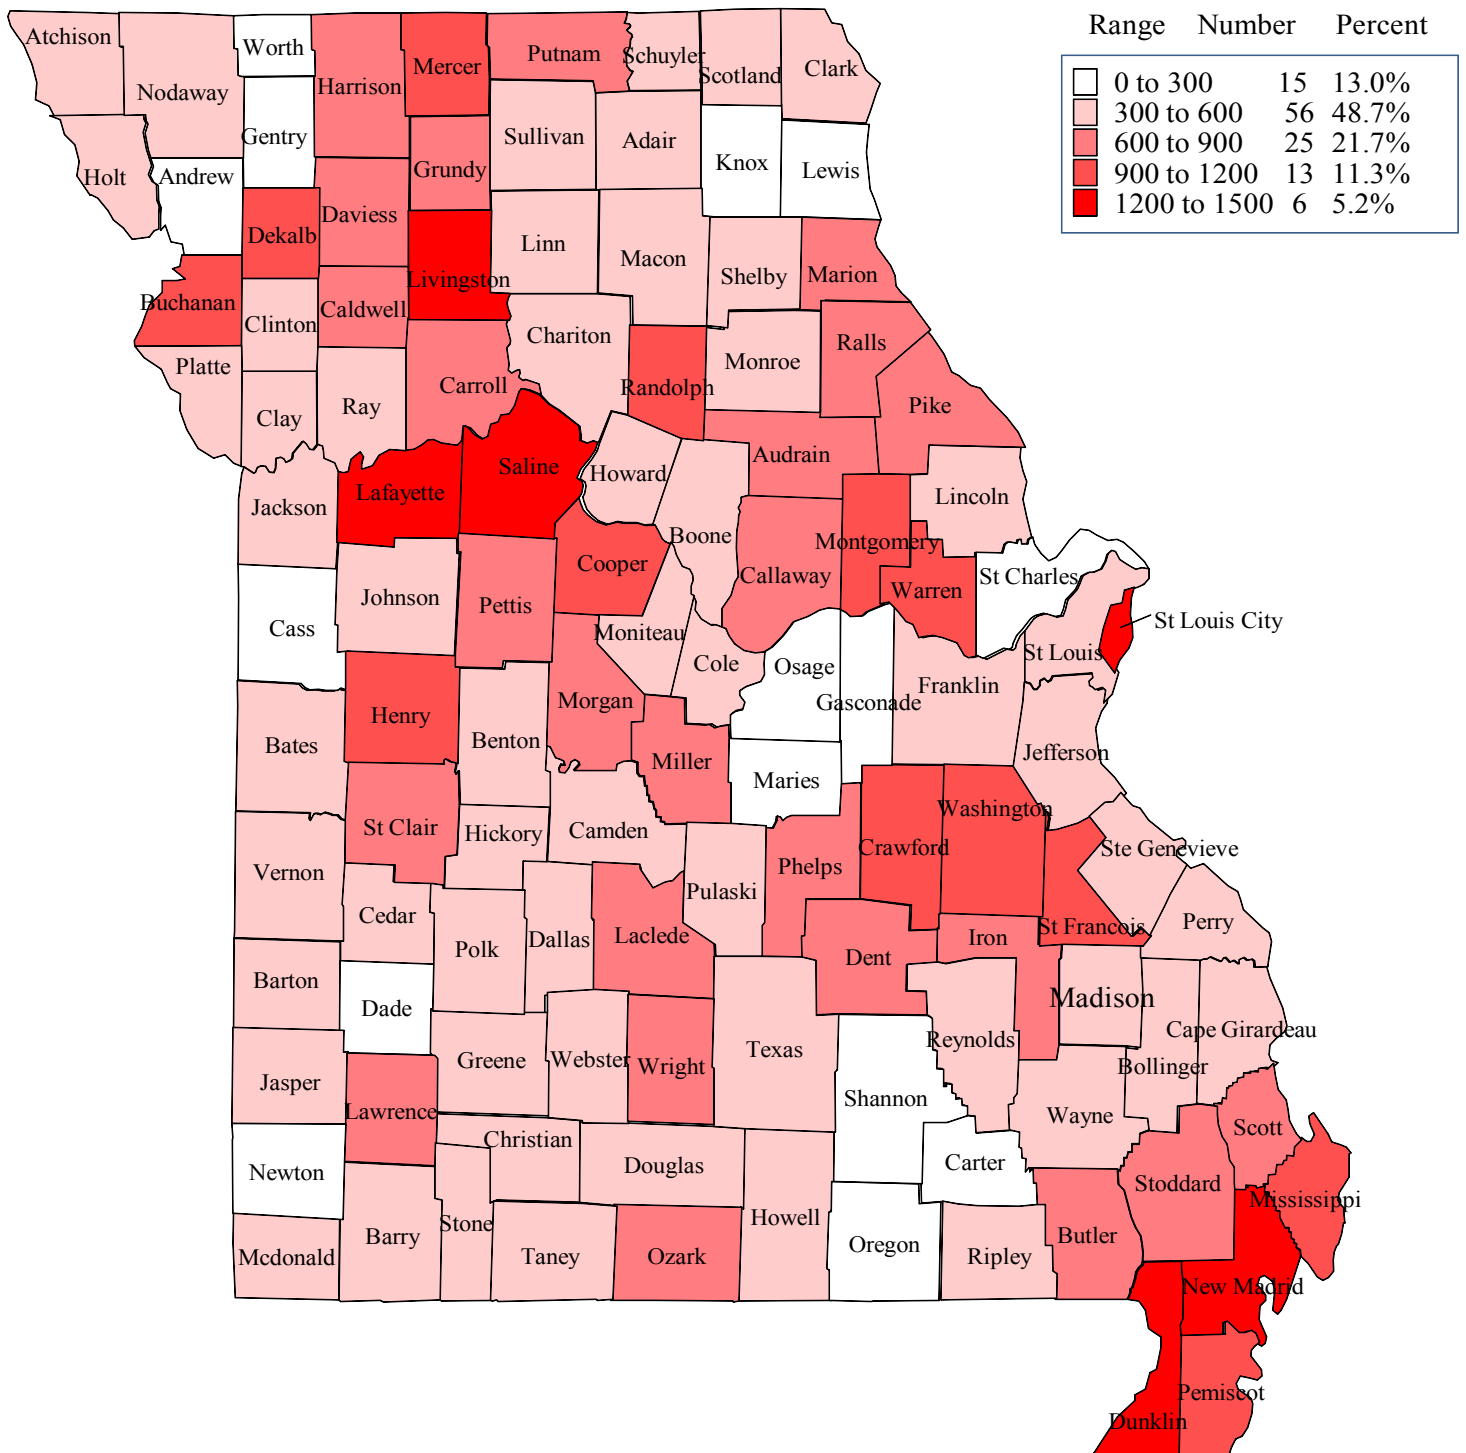 Range Number Percent
0 to 300 15 13.0%
300 to 600 56 48.7%
600 to 900 25 21.7%
900 to 1200 13 11.3%
1200 to 1500 6 5.2%
Atchison
Nodaway
Worth
Harrison
Mercer
Putnam
Schuyler
Scotland
Clark
Gentry
Holt
Andrew
Grundy
Sullivan
Adair
Knox
Lewis
Dekalb
Daviess
Livingston
Linn
Macon
Shelby
Marion
Buchanan
Clinton
Caldwell
Chariton
Randolph
Monroe
Ralls
Platte
Clay
Ray
Carroll
Pike
Audrain
Saline
Howard
Lafayette
Jackson
Lincoln
Boone
Montgomery
Cooper
Callaway
Warren
St Charles
Johnson
Pettis
Cass
Moniteau
St Louis City
Cole
Osage
St Louis
Gasconade
Franklin
Morgan
Henry
Benton
Bates
Miller
Maries
Jefferson
Washington
St Clair
Hickory
Camden
Crawford
Ste Genevieve
Phelps
Vernon
Pulaski
Cedar
Polk
Dallas
Laclede
Dent
Iron
St Francois
Perry
Barton
Dade
Madison
Cape Girardeau
Reynolds
Texas
Greene
Webster
Wright
Bollinger
Jasper
Lawrence
Shannon
Wayne
Scott
Christian
Douglas
Carter
Newton
Stoddard
Mississippi
Barry
Stone
Howell
Butler
Mcdonald
Taney
Ozark
Oregon
Ripley
New Madrid
Pemiscot
Dunklin